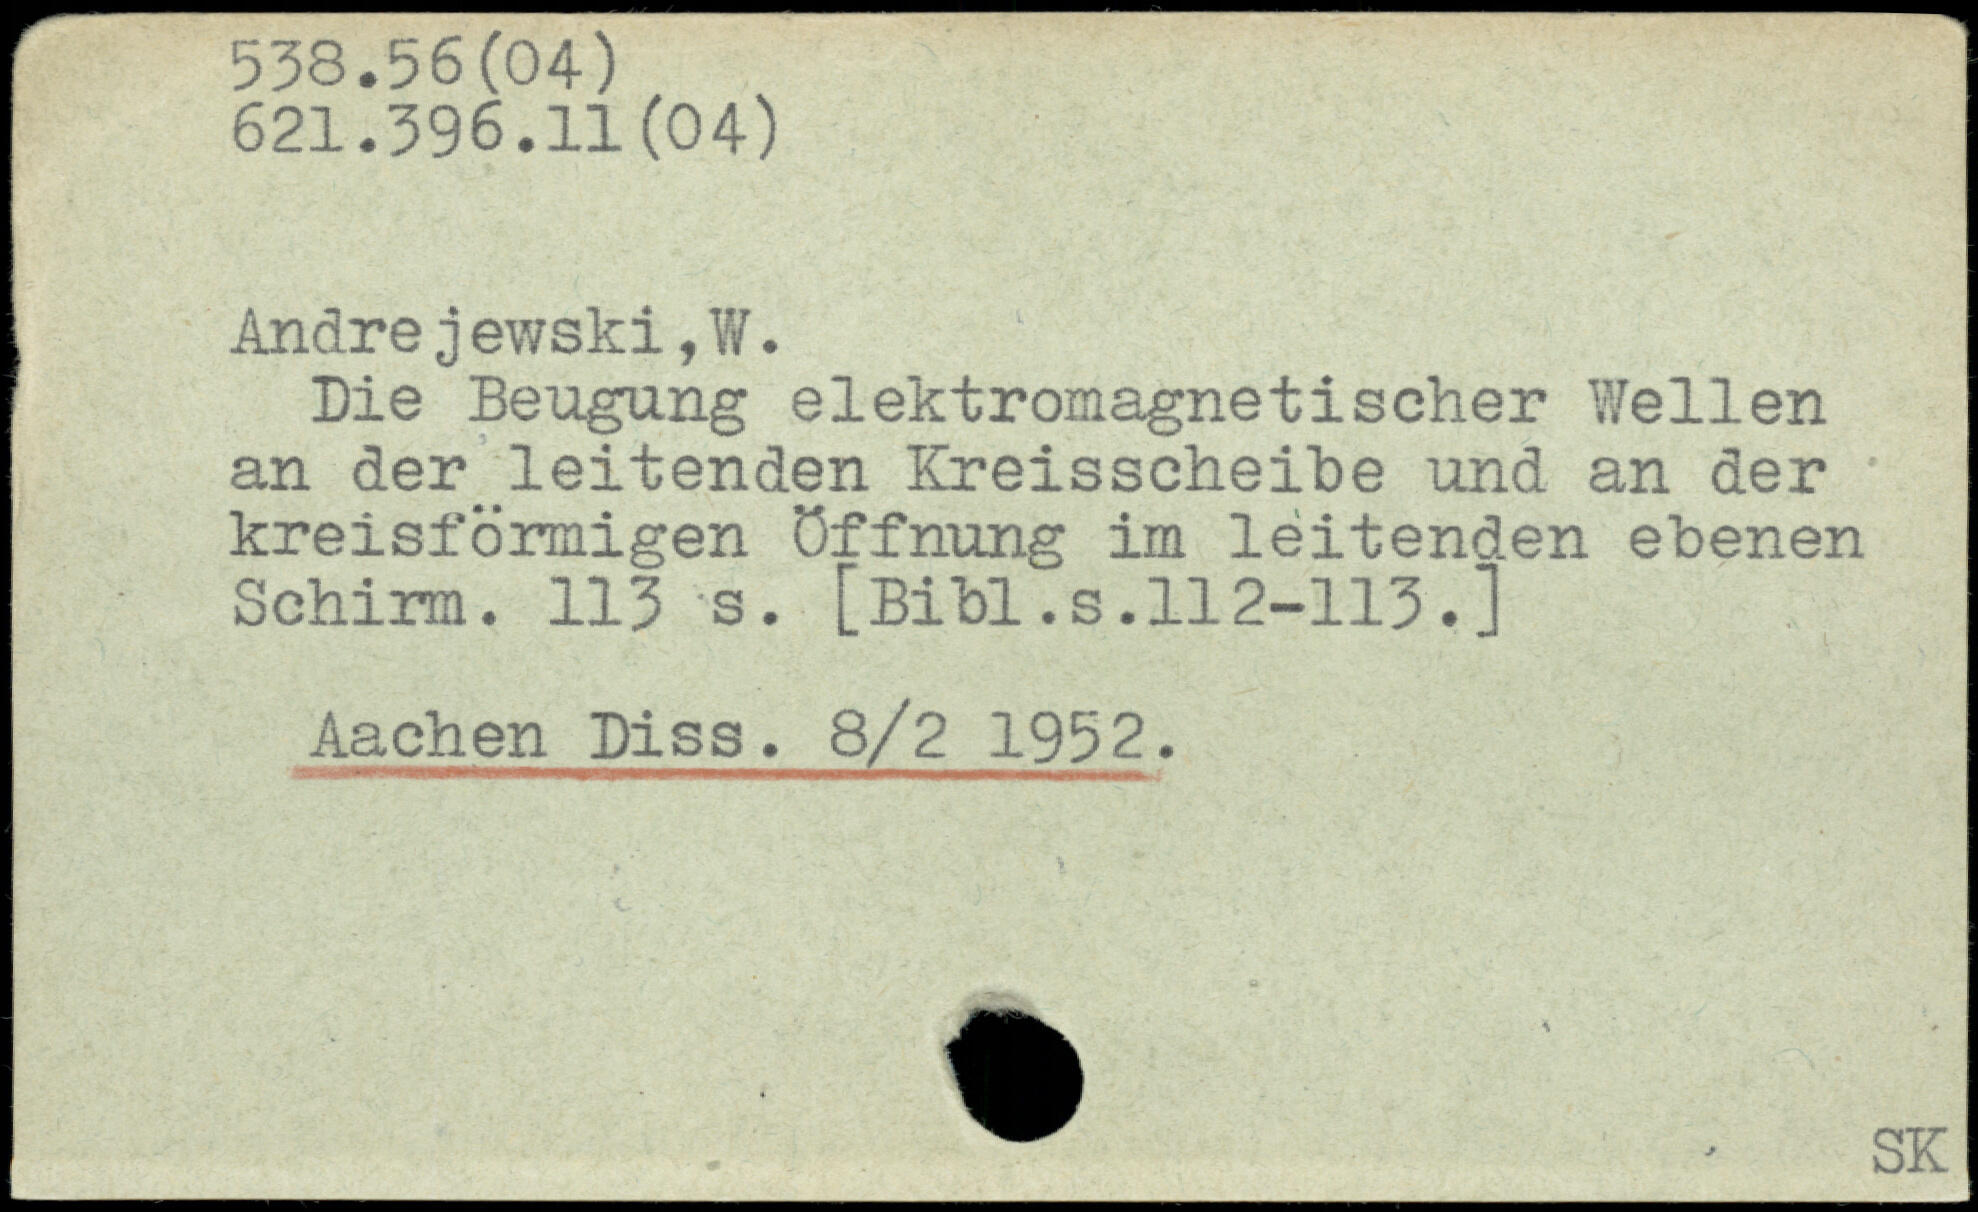 538.56(04)
621.396.11(04)
Andrejewski,W.
Die Beugung elektromagnetischer Wellen
an der leitenden Kreisscheibe und an der
kreisförmigen Öffnung im leitenden ebenen
Schirm. 113 s. [Bibl.s.112-113.]
Aachen Diss. 8/2 1952.
SK